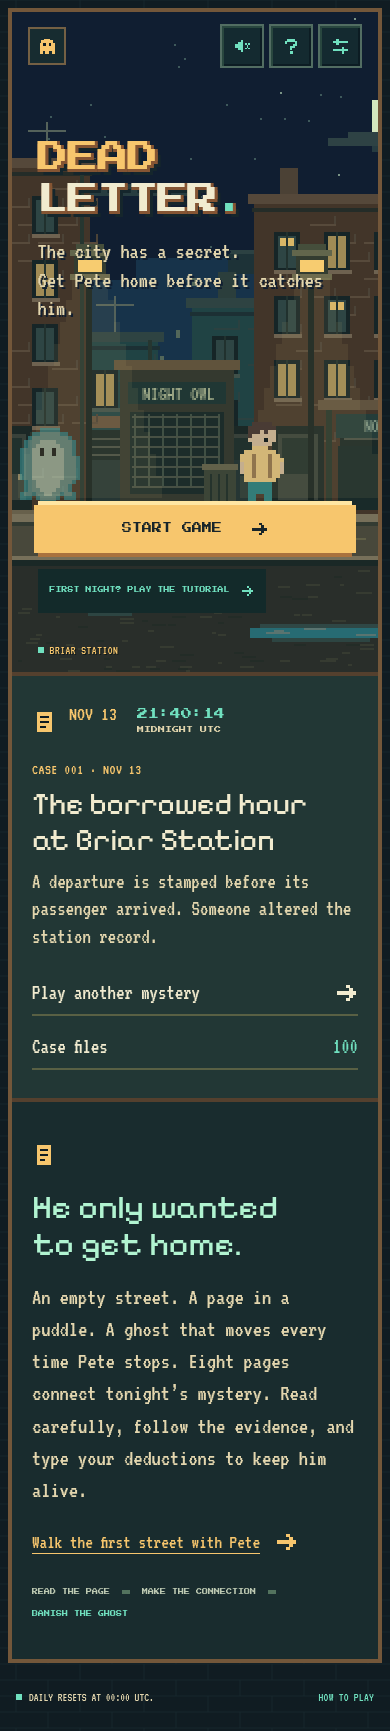 ?
DEAD
LETTER.
The city has a secret.
Get Pete home before it catches
him.
NIGHT OWL
NO
START GAME
FIRST NIGHT? PLAY THE TUTORIAL
BRIAR STATION
NOV 13
21:40:14
MIDNIGHT UTC
CASE 001 · NOV 13
The borrowed hour
at Briar Station
A departure is stamped before its
passenger arrived. Someone altered the
station record.
Play another mystery
Case files 100
He only wanted
to get home.
An empty street. A page in a
puddle. A ghost that moves every
time Pete stops. Eight pages
connect tonight's mystery. Read
carefully, follow the evidence, and
type your deductions to keep him
alive.
Walk the first street with Pete
READ THE PAGE MAKE THE CONNECTION
BANISH THE GHOST
DAILY RESETS AT 00:00 UTC. HOW TO PLAY